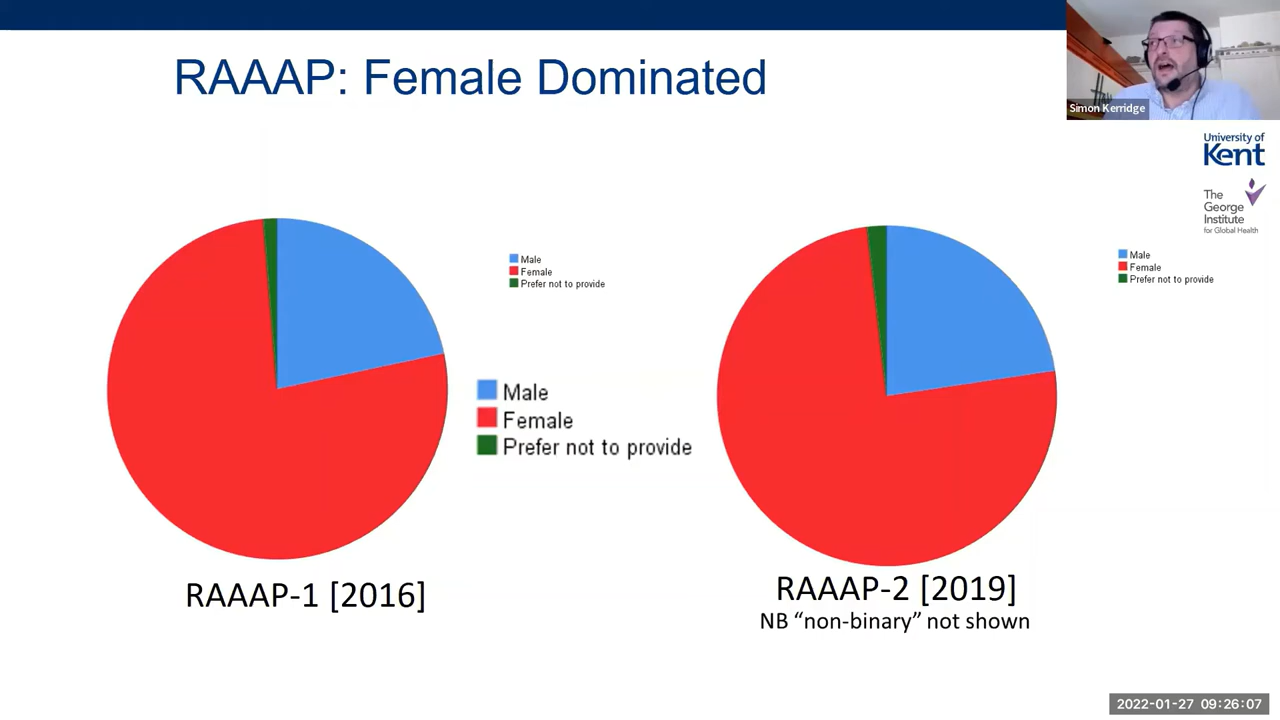 RAAAP: Female Dominated
Simon Kerridge
University of
Kent
The
George
Institute
for Global Health
Male
Female
Prefer not to provide
Male
Female
Prefer not to provide
Male
Female
Prefer not to provide
RAAAP-1 [2016]
RAAAP-2 [2019]
NB “non-binary” not shown
2022-01-27 09:26:07